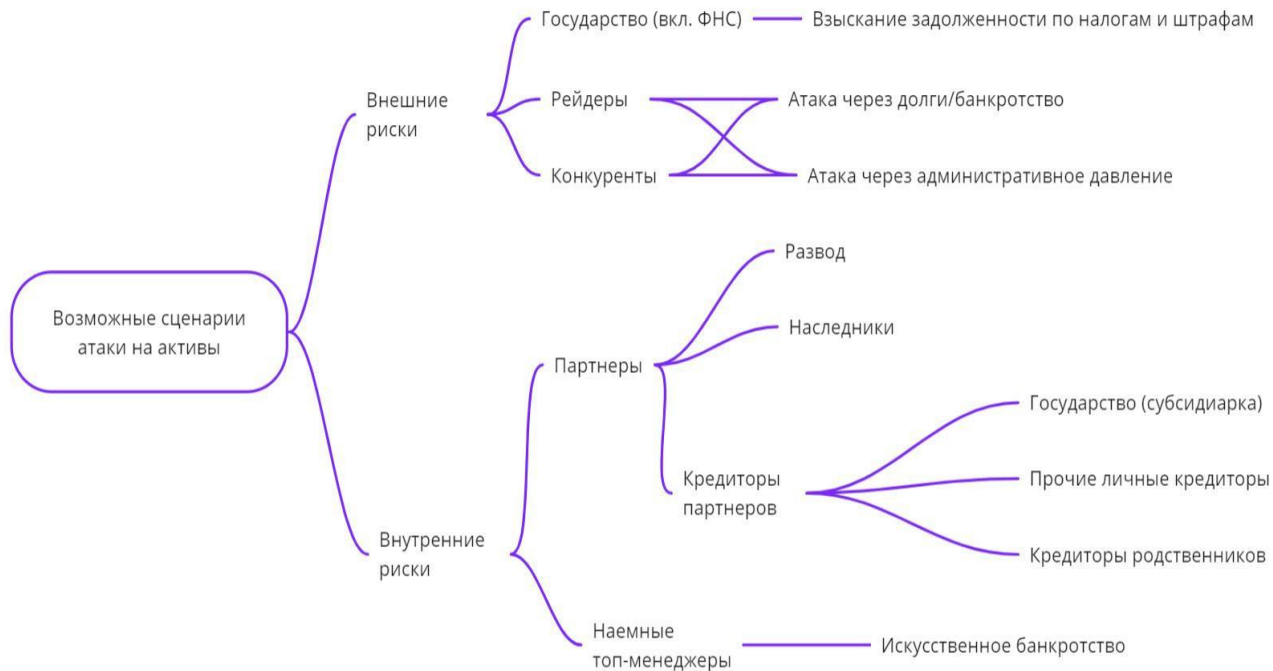 Возможные сценарии
атаки на активы
Внешние
риски
Государство (вкл. ФНС)
Взыскание задолженности по налогам и штрафам
Рейдеры
Атака через долги/банкротство
Конкуренты
Атака через административное давление
Внутренние
риски
Партнеры
Развод
Наследники
Кредиторы
партнеров
Государство (субсидиарка)
Прочие личные кредиторы
Кредиторы родственников
Наемные
топ-менеджеры
Искусственное банкротство